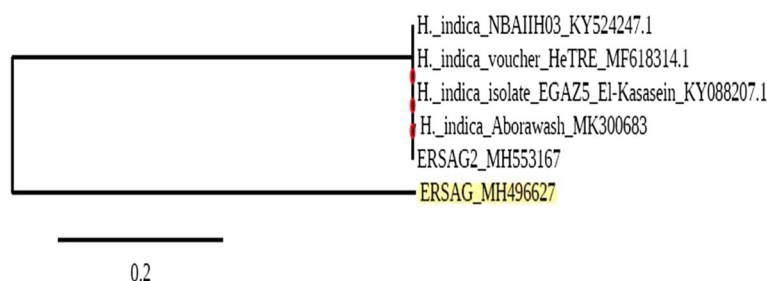 H._indica_NBAIIH03_KY524247.1
H._indica_voucher_HeTRE_MF618314.1
H._indica_isolate_EGAZ5_El-Kasasein_KY088207.1
H._indica_Aborawash_MK300683
ERSAG2_MH553167
ERSAG_MH496627
0.2